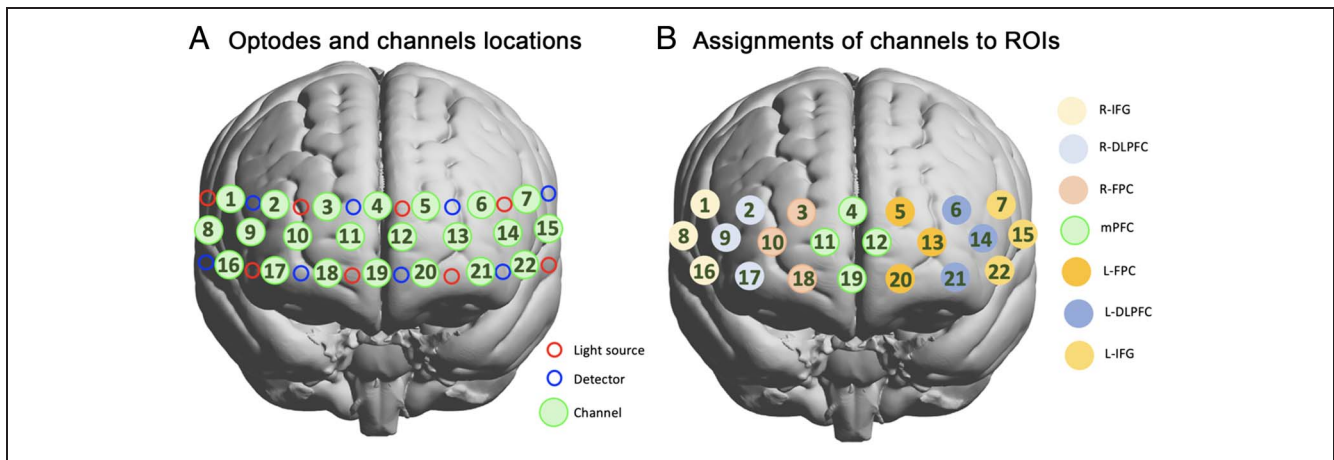 A Optodes and channels locations
1 2 3 4 5 6 7
8 9 10 11 12 13 14 15
16 17 18 19 20 21 22
Light source
Detector
Channel
B Assignments of channels to ROIs
1 2 3 4 5 6 7
8 9 10 11 12 13 14 15
16 17 18 19 20 21 22
R-IFG
R-DLPFC
R-FPC
mPFC
L-FPC
L-DLPFC
L-IFG